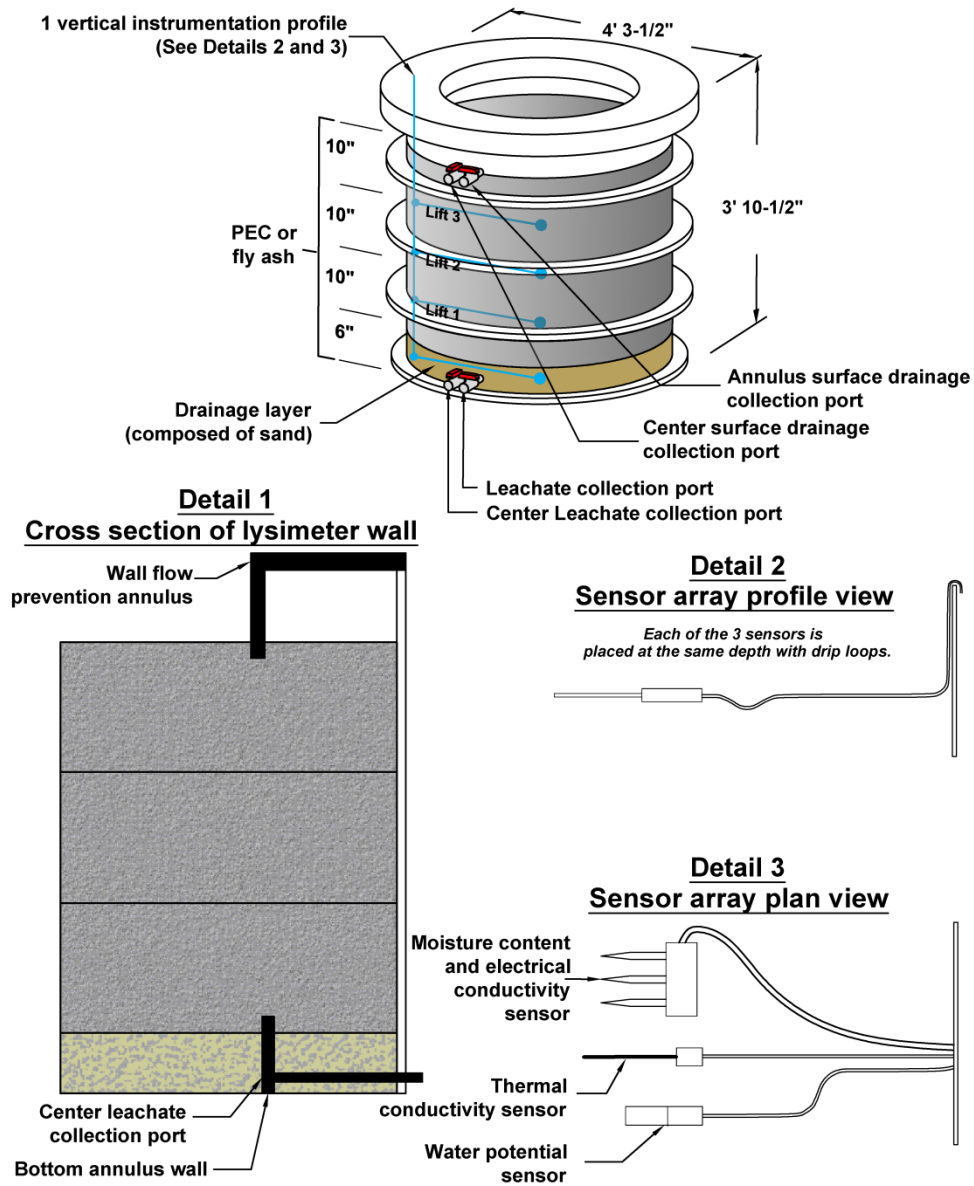 1 vertical instrumentation profile
(See Details 2 and 3)
4' 3-1/2"
3' 10-1/2"
10"
10"
10"
6"
PEC or
fly ash
Lift 3
Lift 2
Lift 1
Drainage layer
(composed of sand)
Annulus surface drainage
collection port
Center surface drainage
collection port
Leachate collection port
Center Leachate collection port
Detail 1
Cross section of lysimeter wall
Wall flow
prevention annulus
Center leachate
collection port
Bottom annulus wall
Detail 2
Sensor array profile view
Each of the 3 sensors is
placed at the same depth with drip loops.
Detail 3
Sensor array plan view
Moisture content
and electrical
conductivity
sensor
Thermal
conductivity sensor
Water potential
sensor